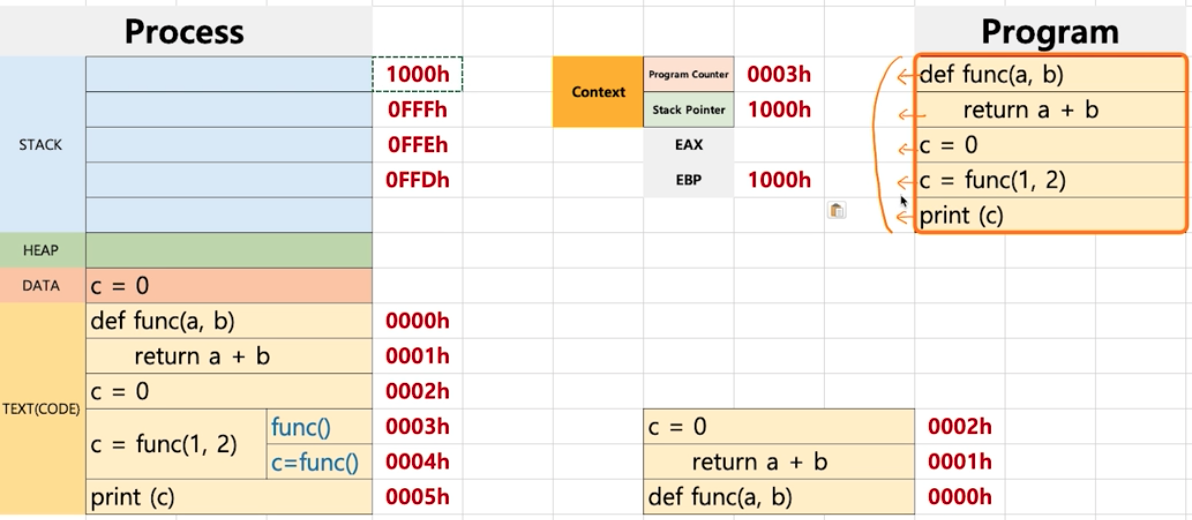 Process Program
1000h Context Program Counter 0003h def func(a, b)
0FFFh Stack Pointer 1000h return a + b
STACK 0FFEh EAX c = 0
0FFDh EBP 1000h c = func(1, 2)
print (c)
HEAP
DATA c = 0
def func(a, b) 0000h
return a + b 0001h
TEXT(CODE) c = 0 0002h
c = func(1, 2) func() 0003h c = 0 0002h
c=func() 0004h return a + b 0001h
print (c) 0005h def func(a, b) 0000h